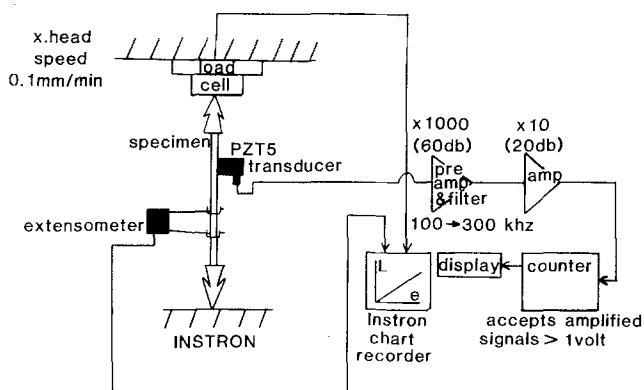 x.head
speed
0.1mm/min
load
cell
specimen
PZT5
transducer
extensometer
INSTRON
x1000
(60db)
pre
amp
&filter
100→300 khz
x10
(20db)
amp
L
e
Instron
chart
recorder
display
counter
accepts amplified
signals > 1volt